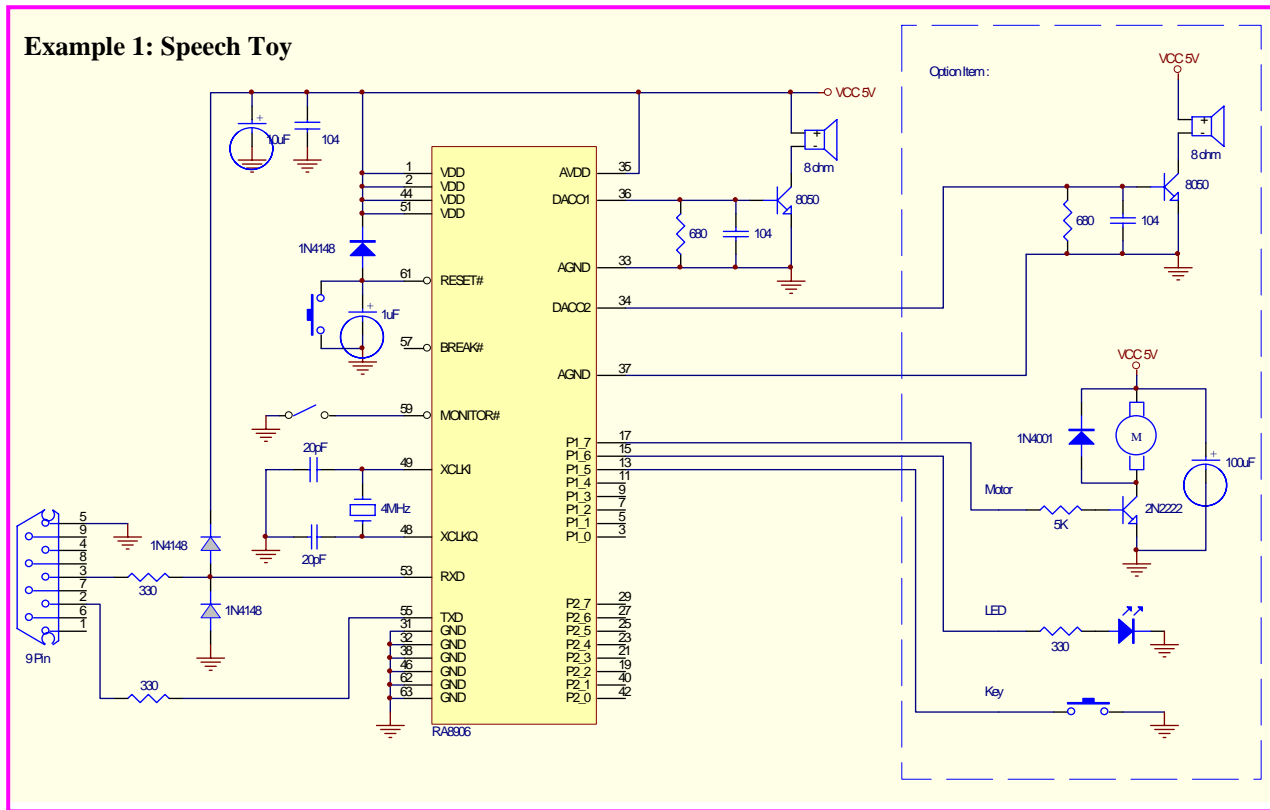 Example 1: Speech Toy
Option Item :
VCC 5V
VCC 5V
10uF
104
8 ohm
8 ohm
1 VDD
2 VDD
44 VDD
51 VDD
AVDD 35
DACO1 36
8050
8050
680
104
680
104
1N4148
61 RESET#
AGND 33
1uF
DACO2 34
57 BREAK#
AGND 37
VCC 5V
59 MONITOR#
1N4001
M
100uF
20pF
49 XCLKI
4MHz
48 XCLKQ
20pF
P1_7 17
P1_6 15
P1_5 13
P1_4 11
P1_3 9
P1_2 7
P1_1 5
P1_0 3
Motor
5K
2N2222
5
9
4
8
3
7
2
6
1
9 Pin
1N4148
330
1N4148
53 RXD
55 TXD
31 GND
32 GND
38 GND
46 GND
62 GND
63 GND
330
P2_7 29
P2_6 27
P2_5 25
P2_4 23
P2_3 21
P2_2 19
P2_1 40
P2_0 42
LED
330
Key
RA8906